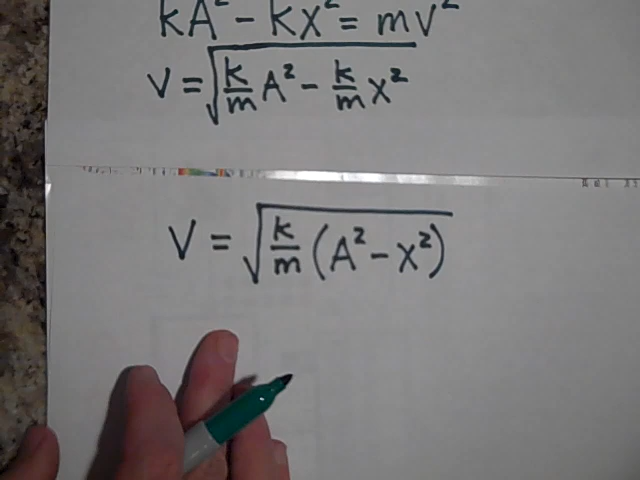 kA² - kx² = mv²
v = √(k/m A² - k/m x²)
v = √(k/m (A² - x²))